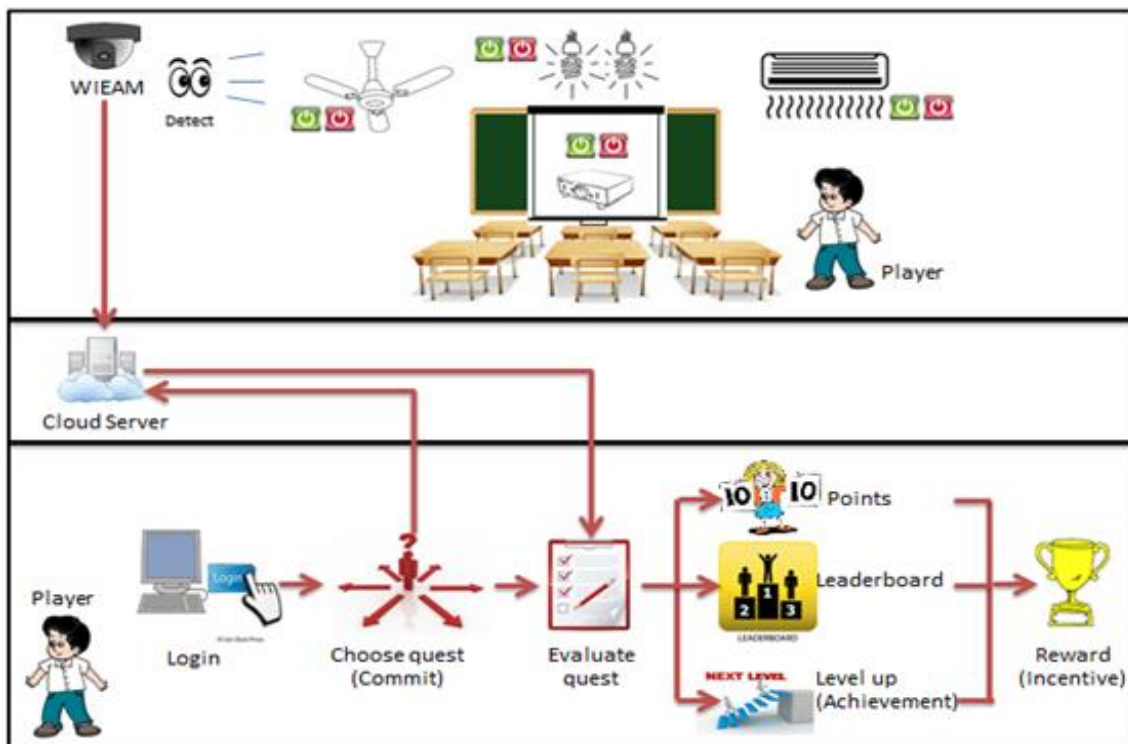 WIEAM
Detect
Player
Cloud Server
Player
Login
Login
?
Choose quest
(Commit)
Evaluate
quest
10 10
Points
2 1 3
LEADERBOARD
Leaderboard
NEXT LEVEL
Level up
(Achievement)
Reward
(Incentive)